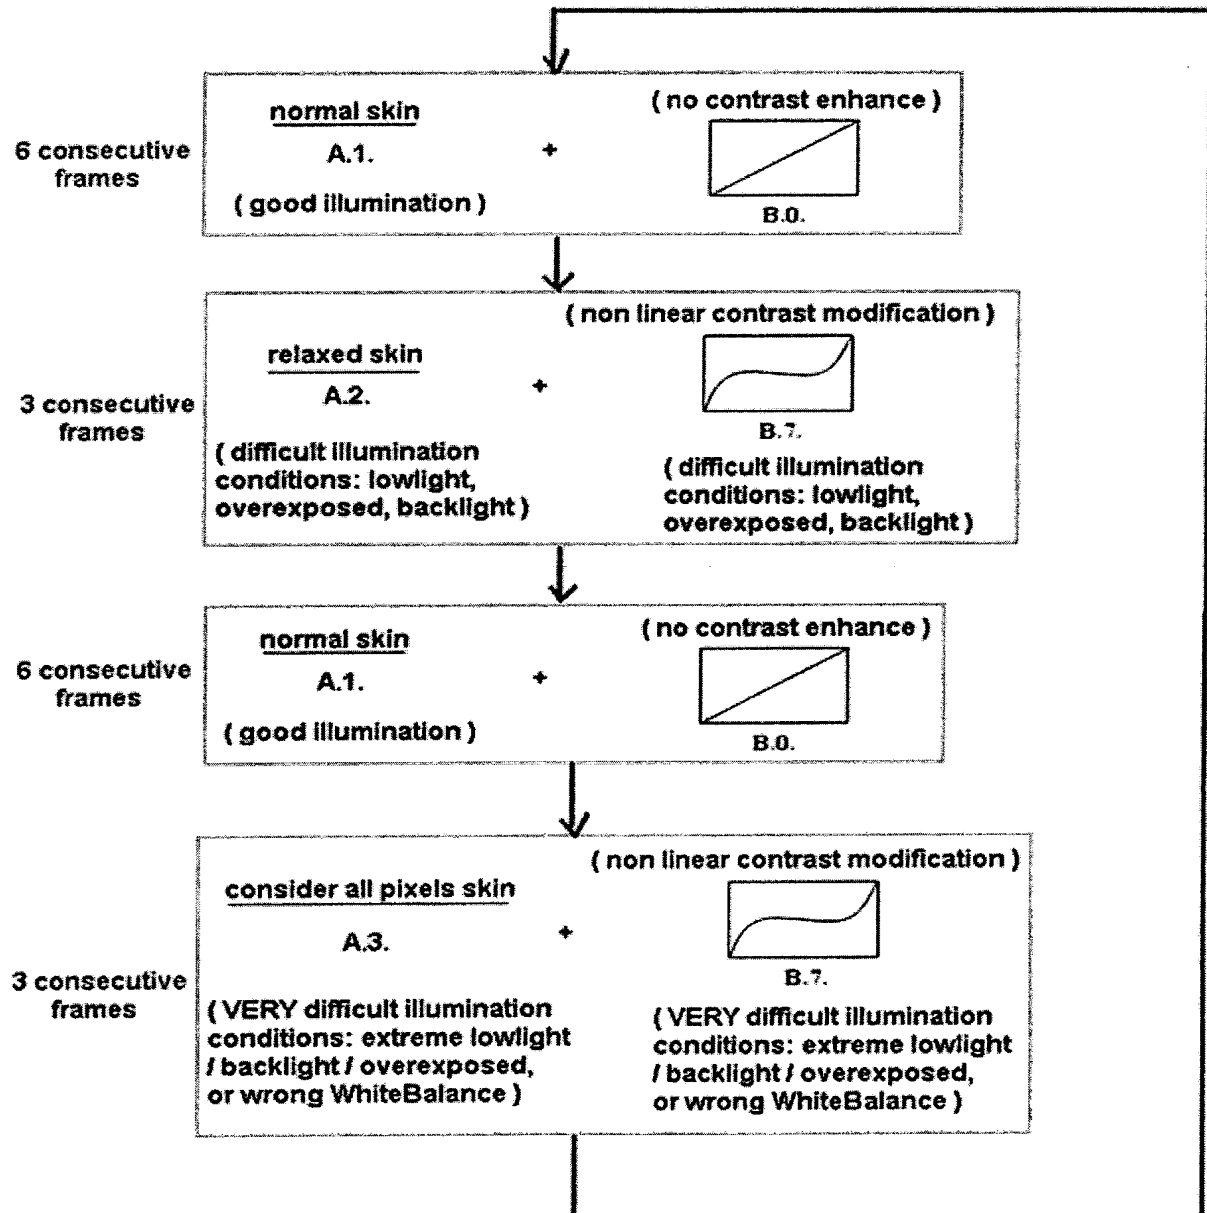 6 consecutive
frames
normal skin
A.1.
( good illumination )
+
( no contrast enhance )
B.0.
3 consecutive
frames
relaxed skin
A.2.
( difficult illumination
conditions: lowlight,
overexposed, backlight )
+
( non linear contrast modification )
B.7.
( difficult illumination
conditions: lowlight,
overexposed, backlight )
6 consecutive
frames
normal skin
A.1.
( good illumination )
+
( no contrast enhance )
B.0.
3 consecutive
frames
consider all pixels skin
A.3.
( VERY difficult illumination
conditions: extreme lowlight
/ backlight / overexposed,
or wrong WhiteBalance )
+
( non linear contrast modification )
B.7.
( VERY difficult illumination
conditions: extreme lowlight
/ backlight / overexposed,
or wrong WhiteBalance )